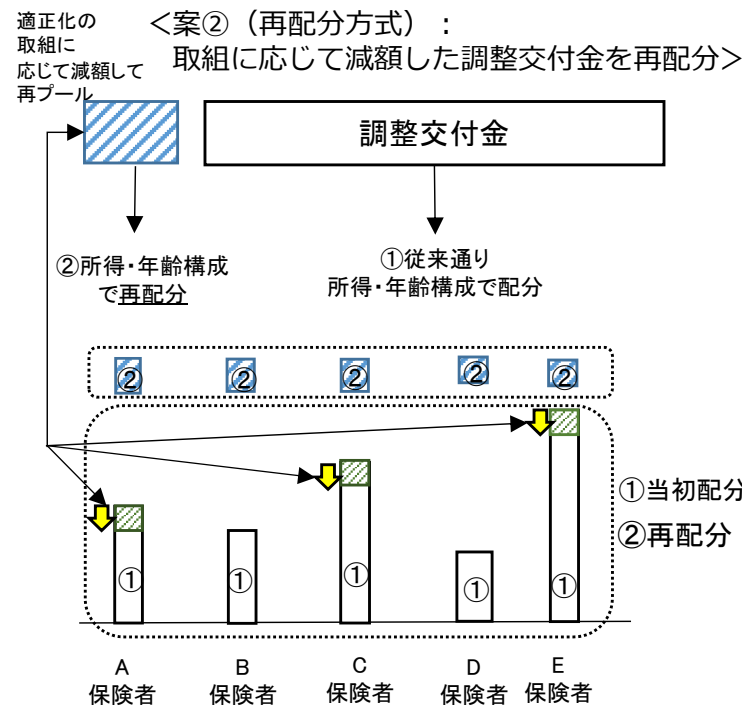 適正化の
取組に
応じて減額して
再プール
＜案②（再配分方式）：
取組に応じて減額した調整交付金を再配分＞
調整交付金
②所得・年齢構成
で再配分
①従来通り
所得・年齢構成で配分
② ② ② ② ②
①当初配分
②再配分
① ① ① ① ①
A B C D E
保険者 保険者 保険者 保険者 保険者